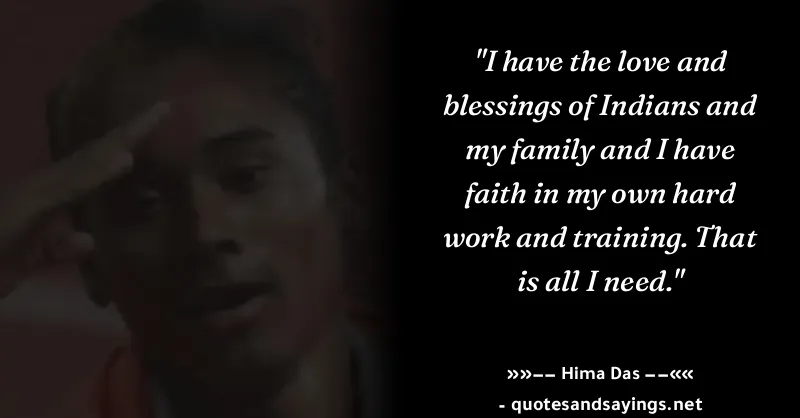 "I have the love and
blessings of Indians and
my family and I have
faith in my own hard
work and training. That
is all I need."
»»−− Hima Das −−««
- quotesandsayings.net